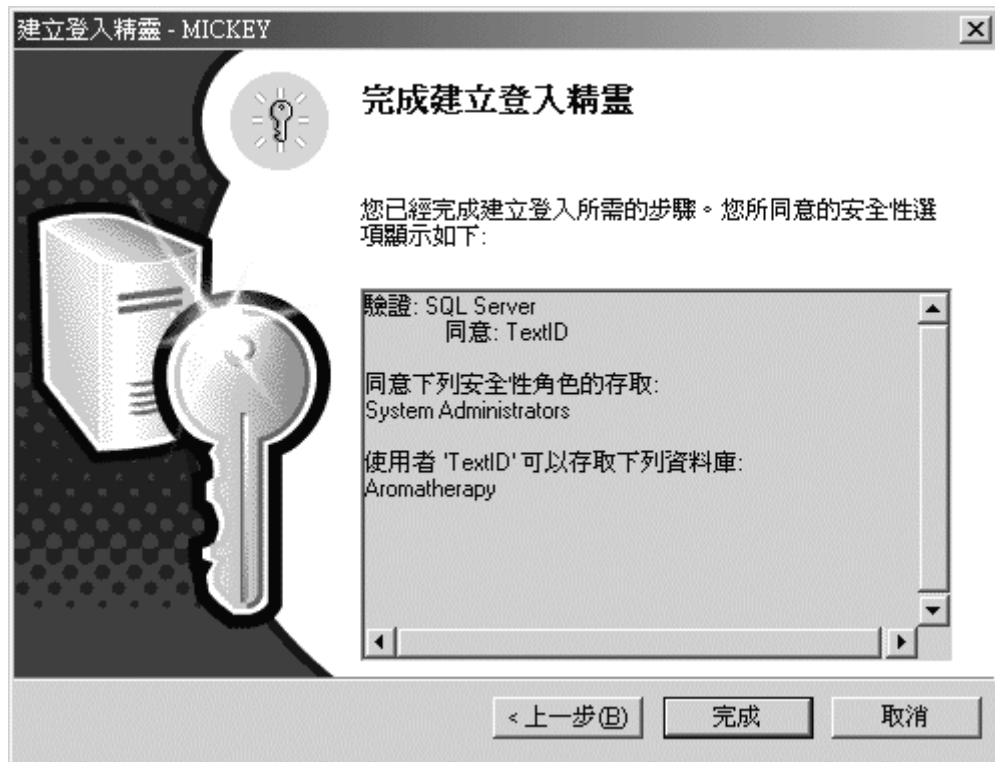 建立登入精靈 - MICKEY
完成建立登入精靈
您已經完成建立登入所需的步驟。您所同意的安全性選
項顯示如下:
驗證: SQL Server
同意: TextID
同意下列安全性角色的存取:
System Administrators
使用者 'TextID' 可以存取下列資料庫:
Aromatherapy
< 上一步(B)
完成
取消